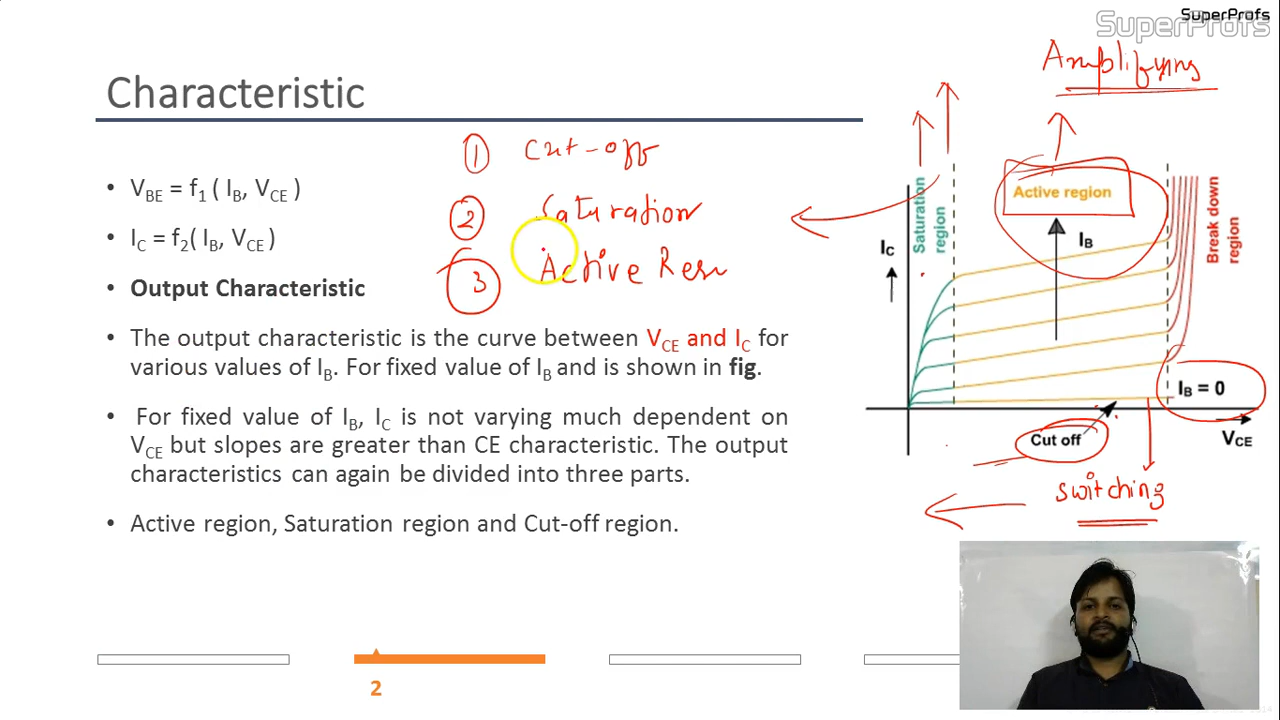 SuperProfs
SuperProfs
Characteristic
Amplifying
① Cut-off
② Saturation
③ Active Res
• V_BE = f_1 ( I_B, V_CE )
• I_C = f_2( I_B, V_CE )
• Output Characteristic
• The output characteristic is the curve between V_CE and I_C for
various values of I_B. For fixed value of I_B and is shown in fig.
• For fixed value of I_B, I_C is not varying much dependent on
V_CE but slopes are greater than CE characteristic. The output
characteristics can again be divided into three parts.
• Active region, Saturation region and Cut-off region.
I_C
Saturation
region
Active region
I_B
Break down
region
I_B = 0
Cut off
V_CE
switching
2